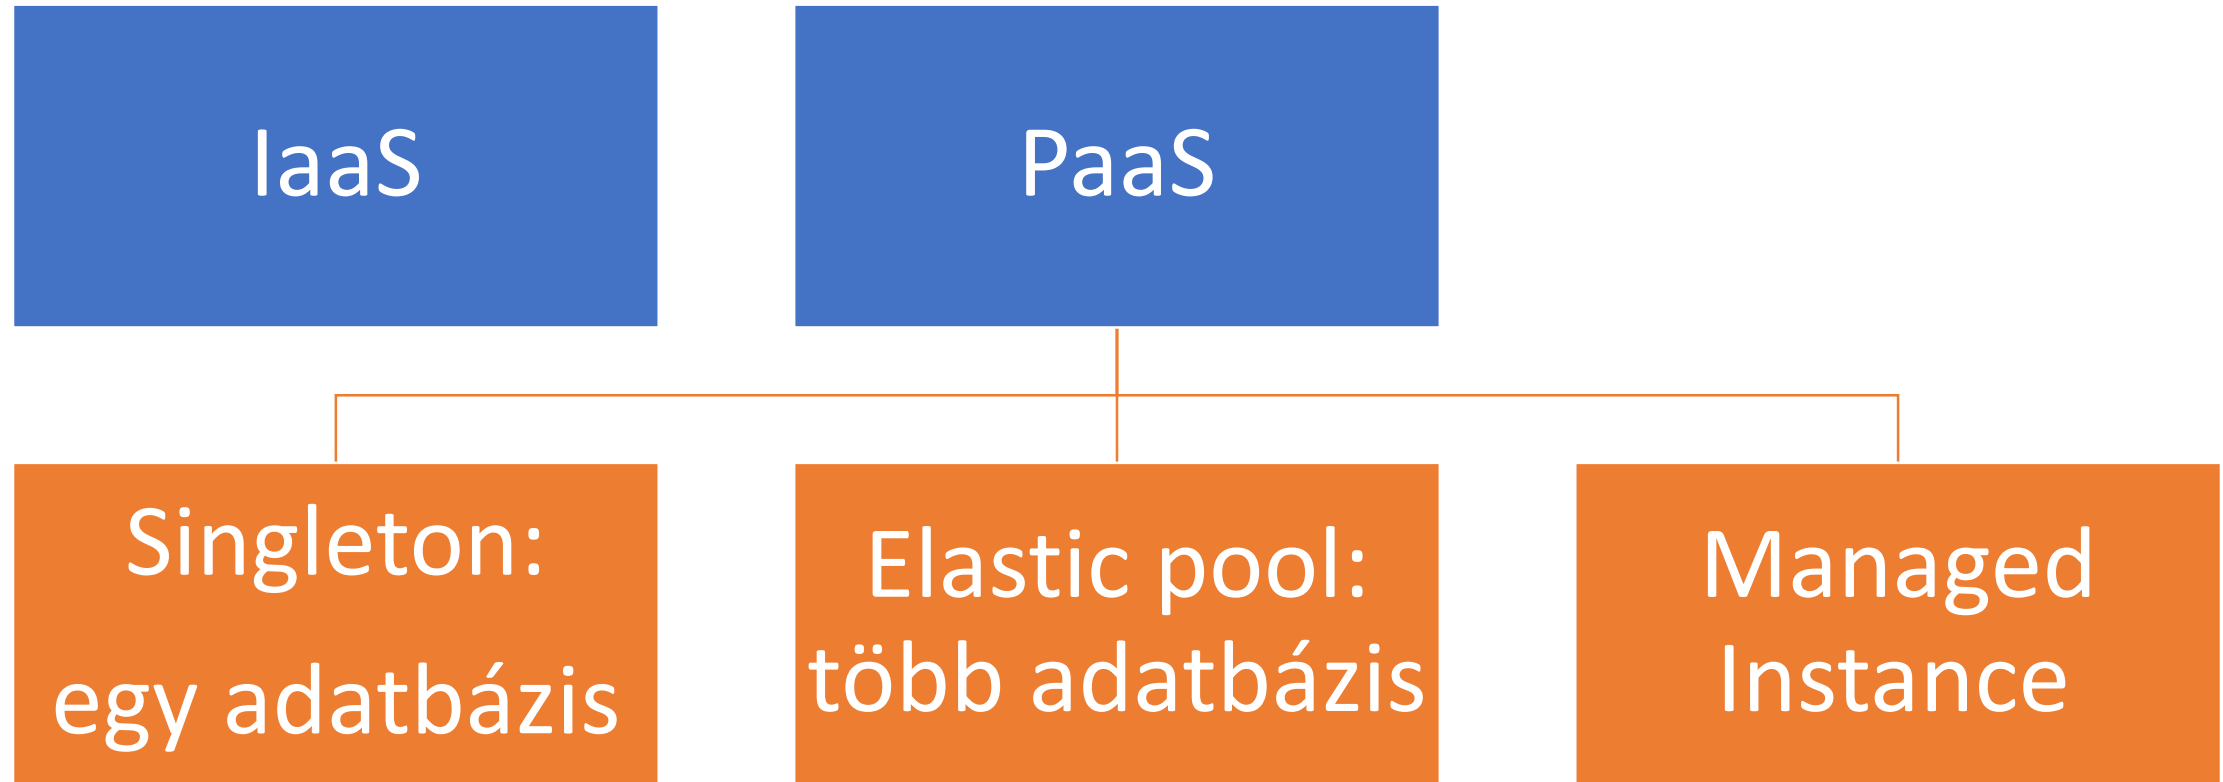 IaaS
PaaS
Singleton:
egy adatbázis
Elastic pool:
több adatbázis
Managed
Instance